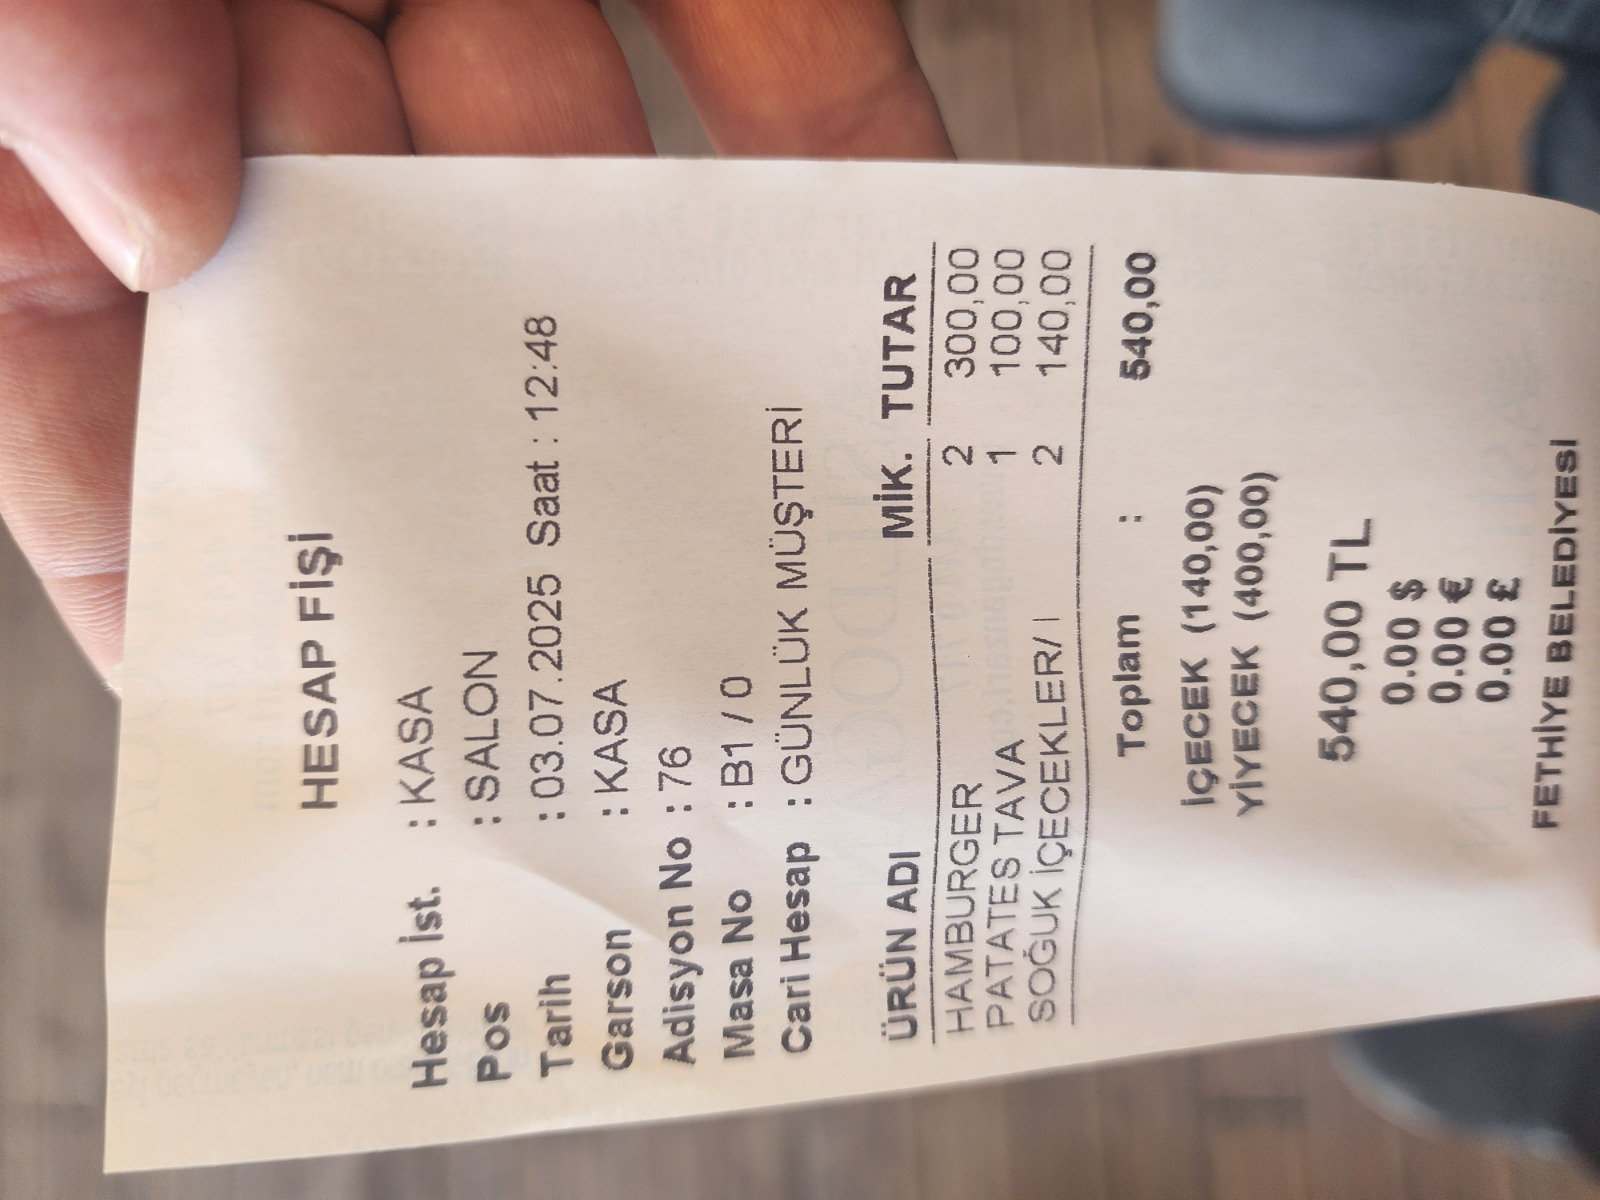 HESAP FİŞİ
Hesap İst. : KASA
Pos : SALON
Tarih : 03.07.2025 Saat : 12:48
Garson : KASA
Adisyon No : 76
Masa No : B1 / 0
Cari Hesap : GÜNLÜK MÜŞTERİ
ÜRÜN ADI MİK. TUTAR
HAMBURGER 2 300,00
PATATES TAVA 1 100,00
SOĞUK İÇECEKLER/ I 2 140,00
Toplam : 540,00
İÇECEK (140,00)
YİYECEK (400,00)
540,00 TL
0.00 $
0.00 €
0.00 £
FETHİYE BELEDİYESİ